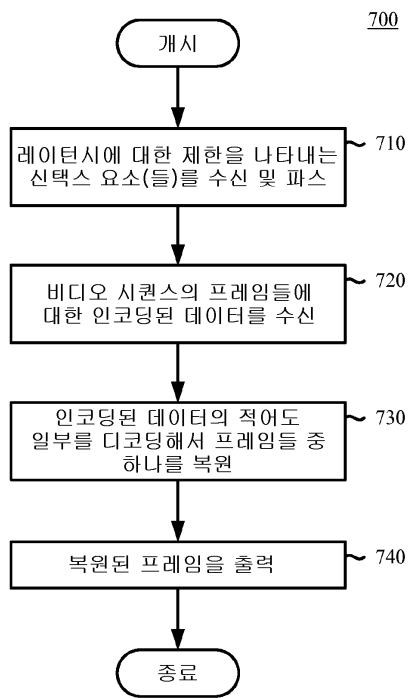 700
개시
레이턴시에 대한 제한을 나타내는
신택스 요소(들)를 수신 및 파스
710
비디오 시퀀스의 프레임들에
대한 인코딩된 데이터를 수신
720
인코딩된 데이터의 적어도
일부를 디코딩해서 프레임들 중
하나를 복원
730
복원된 프레임을 출력
740
종료